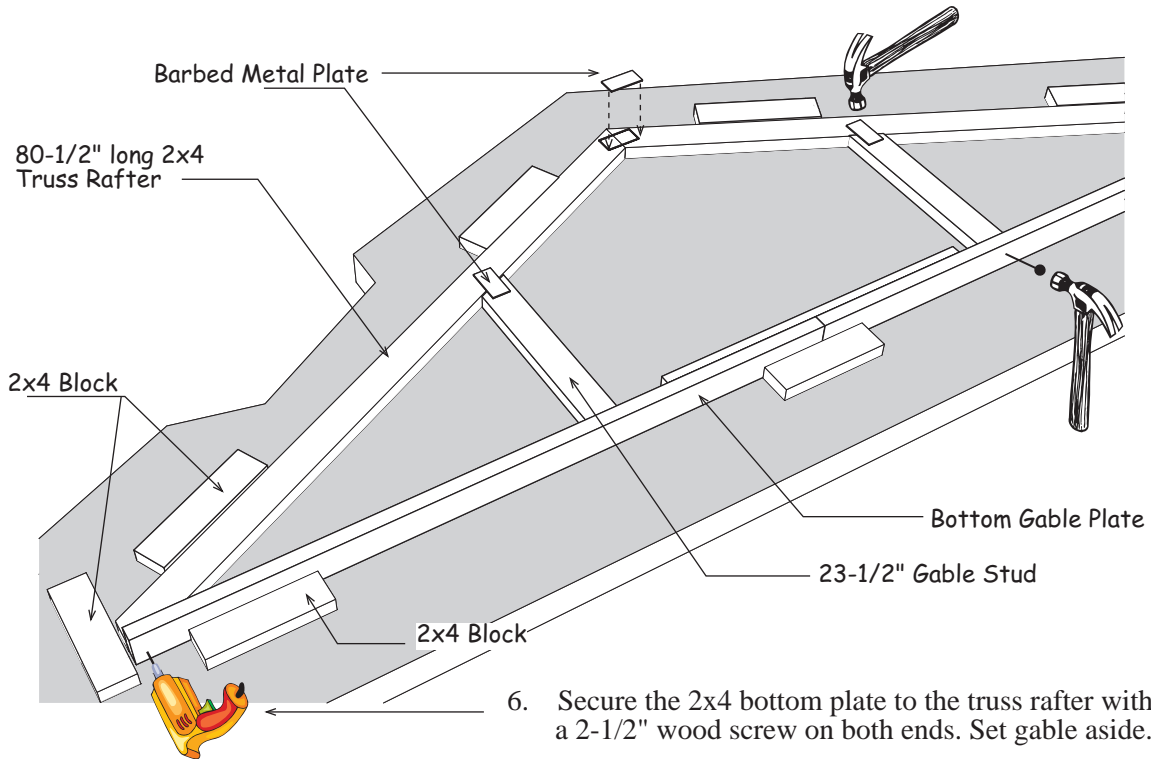 Barbed Metal Plate
80-1/2" long 2x4
Truss Rafter
2x4 Block
Bottom Gable Plate
23-1/2" Gable Stud
2x4 Block
6. Secure the 2x4 bottom plate to the truss rafter with
a 2-1/2" wood screw on both ends. Set gable aside.